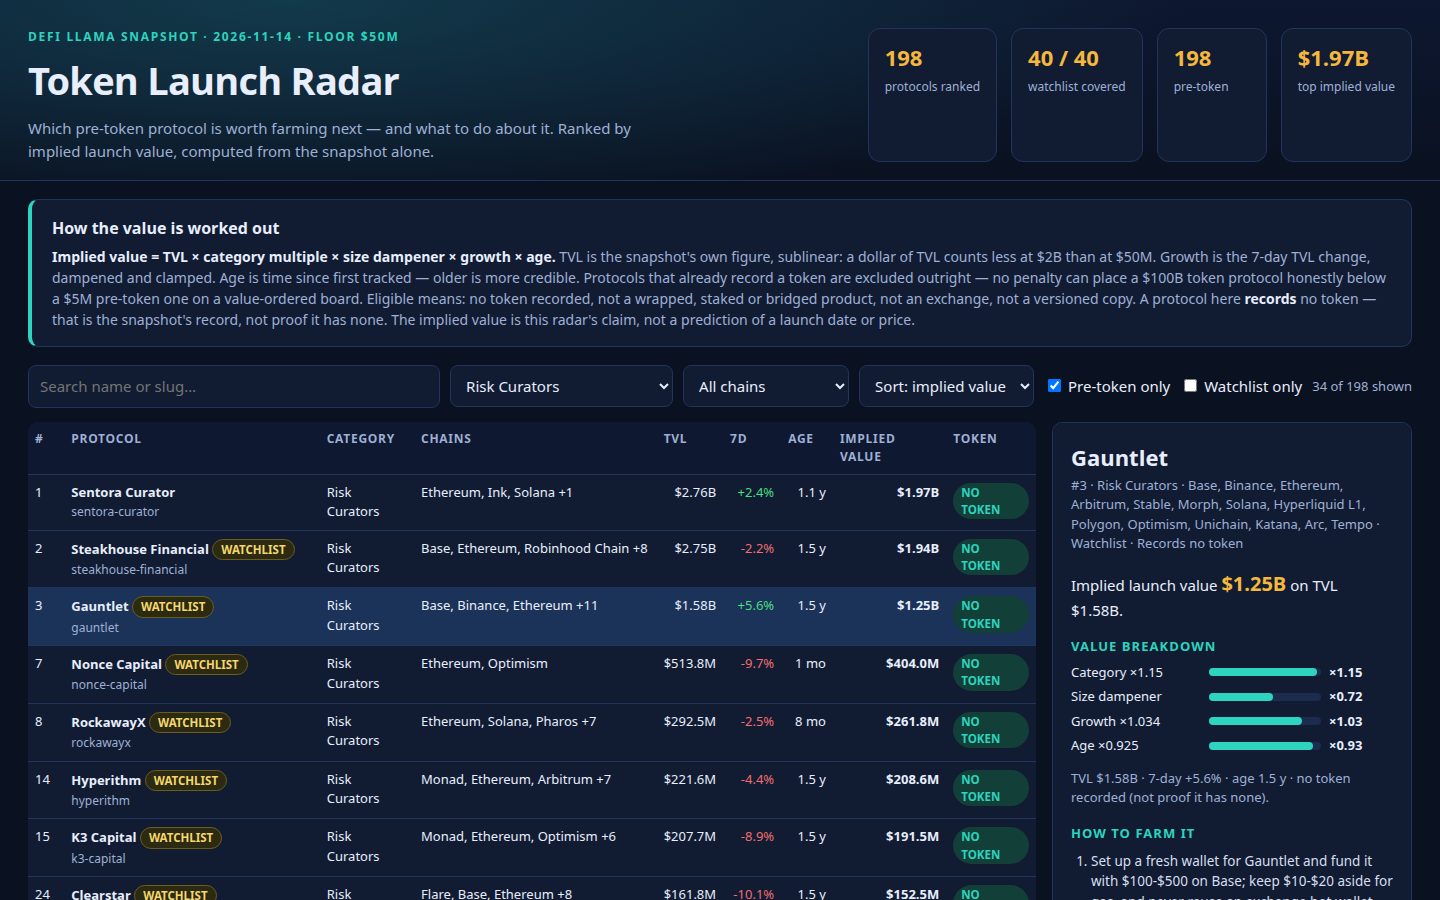 DEFI LLAMA SNAPSHOT · 2026-11-14 · FLOOR $50M
Token Launch Radar
Which pre-token protocol is worth farming next — and what to do about it. Ranked by
implied launch value, computed from the snapshot alone.
198
protocols ranked
40 / 40
watchlist covered
198
pre-token
$1.97B
top implied value
How the value is worked out
Implied value = TVL × category multiple × size dampener × growth × age. TVL is the snapshot's own figure, sublinear: a dollar of TVL counts less at $2B than at $50M. Growth is the 7-day TVL change,
dampened and clamped. Age is time since first tracked — older is more credible. Protocols that already record a token are excluded outright — no penalty can place a $100B token protocol honestly below
a $5M pre-token one on a value-ordered board. Eligible means: no token recorded, not a wrapped, staked or bridged product, not an exchange, not a versioned copy. A protocol here records no token —
that is the snapshot's record, not proof it has none. The implied value is this radar's claim, not a prediction of a launch date or price.
Search name or slug...
Risk Curators
All chains
Sort: implied value
Pre-token only
Watchlist only
34 of 198 shown
# PROTOCOL CATEGORY CHAINS TVL 7D AGE IMPLIED VALUE TOKEN
1 Sentora Curator Risk Curators Ethereum, Ink, Solana +1 $2.76B +2.4% 1.1 y $1.97B NO TOKEN
sentora-curator
2 Steakhouse Financial WATCHLIST Risk Curators Base, Ethereum, Robinhood Chain +8 $2.75B -2.2% 1.5 y $1.94B NO TOKEN
steakhouse-financial
3 Gauntlet WATCHLIST Risk Curators Base, Binance, Ethereum +11 $1.58B +5.6% 1.5 y $1.25B NO TOKEN
gauntlet
7 Nonce Capital WATCHLIST Risk Curators Ethereum, Optimism $513.8M -9.7% 1 mo $404.0M NO TOKEN
nonce-capital
8 RockawayX WATCHLIST Risk Curators Ethereum, Solana, Pharos +7 $292.5M -2.5% 8 mo $261.8M NO TOKEN
rockawayx
14 Hyperithm WATCHLIST Risk Curators Monad, Ethereum, Arbitrum +7 $221.6M -4.4% 1.5 y $208.6M NO TOKEN
hyperithm
15 K3 Capital WATCHLIST Risk Curators Monad, Ethereum, Optimism +6 $207.7M -8.9% 1.5 y $191.5M NO TOKEN
k3-capital
24 Clearstar WATCHLIST Risk Flare, Base, Ethereum +8 $161.8M -10.1% 1.5 y $152.5M NO
Gauntlet
#3 · Risk Curators · Base, Binance, Ethereum,
Arbitrum, Stable, Morph, Solana, Hyperliquid L1,
Polygon, Optimism, Unichain, Katana, Arc, Tempo ·
Watchlist · Records no token
Implied launch value $1.25B on TVL
$1.58B.
VALUE BREAKDOWN
Category ×1.15 ×1.15
Size dampener ×0.72
Growth ×1.034 ×1.03
Age ×0.925 ×0.93
TVL $1.58B · 7-day +5.6% · age 1.5 y · no token
recorded (not proof it has none).
HOW TO FARM IT
1. Set up a fresh wallet for Gauntlet and fund it
with $100-$500 on Base; keep $10-$20 aside for